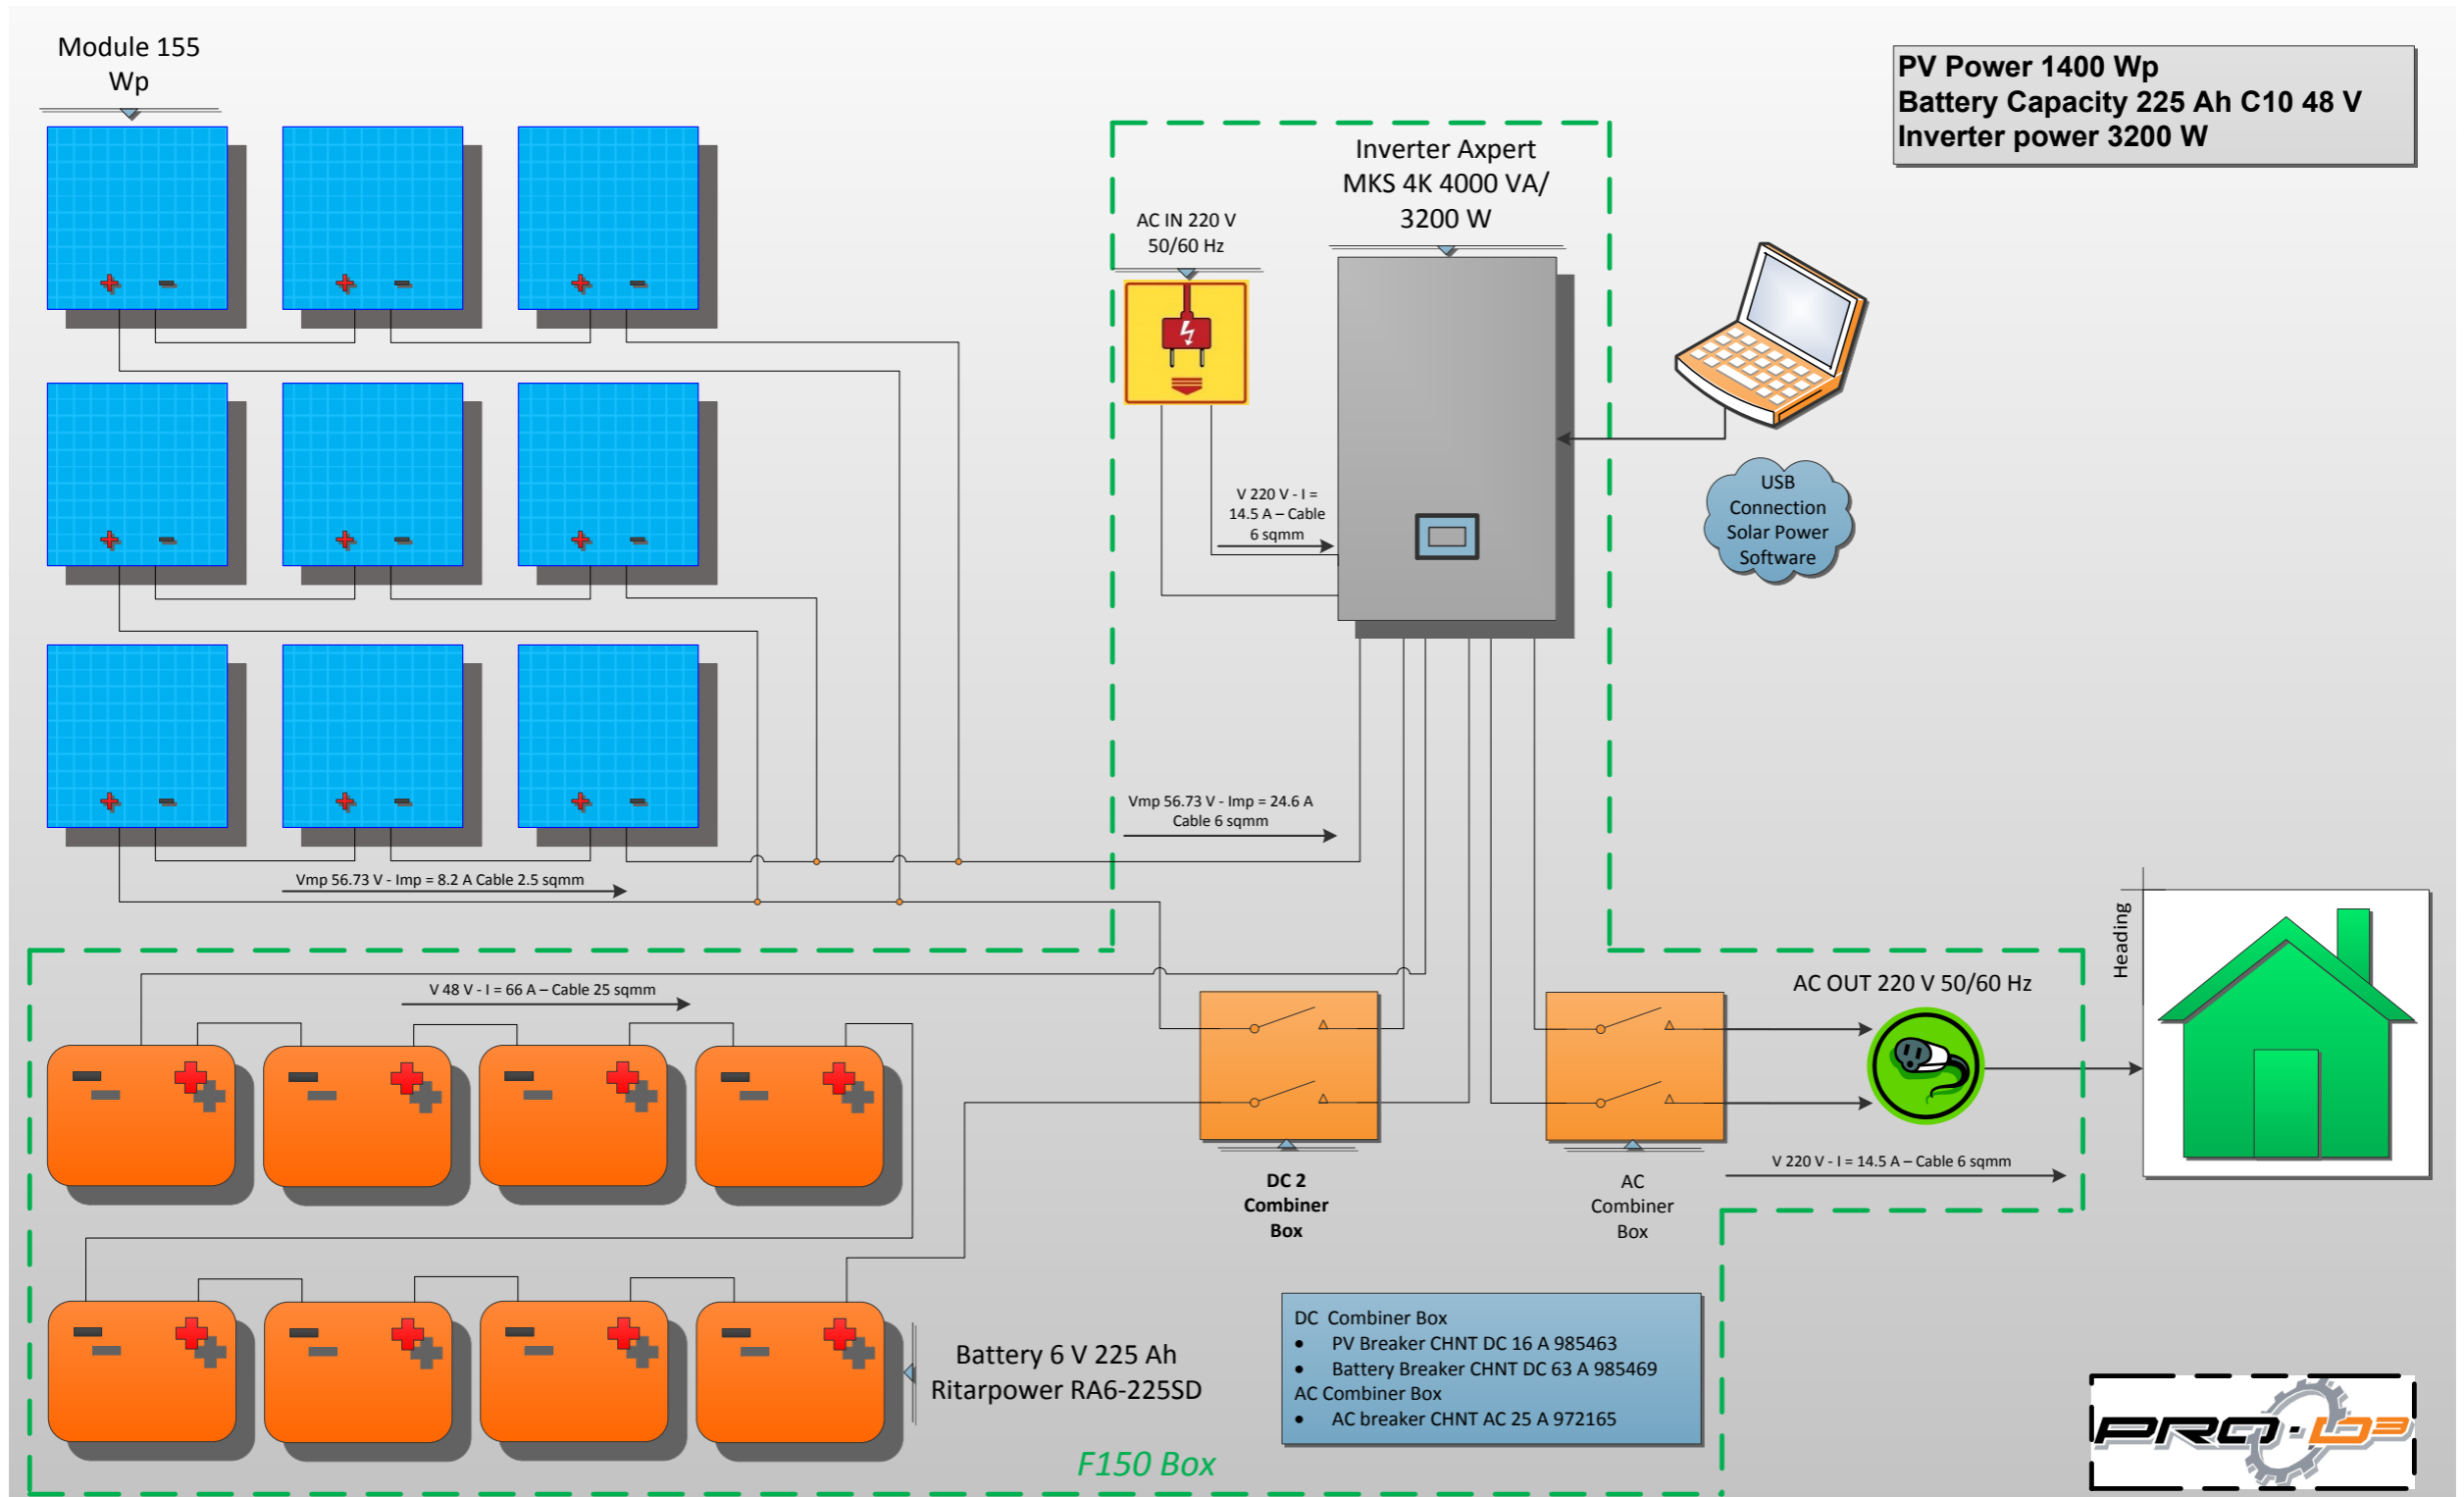 Module 155
Wp
PV Power 1400 Wp
Battery Capacity 225 Ah C10 48 V
Inverter power 3200 W
Inverter Axpert
MKS 4K 4000 VA/
3200 W
AC IN 220 V
50/60 Hz
V 220 V - I =
14.5 A – Cable
6 sqmm
USB
Connection
Solar Power
Software
Vmp 56.73 V - Imp = 24.6 A
Cable 6 sqmm
Vmp 56.73 V - Imp = 8.2 A Cable 2.5 sqmm
Heading
V 48 V - I = 66 A – Cable 25 sqmm
AC OUT 220 V 50/60 Hz
V 220 V - I = 14.5 A – Cable 6 sqmm
DC 2
Combiner
Box
AC
Combiner
Box
Battery 6 V 225 Ah
Ritarpower RA6-225SD
DC  Combiner Box
• PV Breaker CHNT DC 16 A 985463
• Battery Breaker CHNT DC 63 A 985469
AC Combiner Box
• AC breaker CHNT AC 25 A 972165
F150 Box
PRO·D3